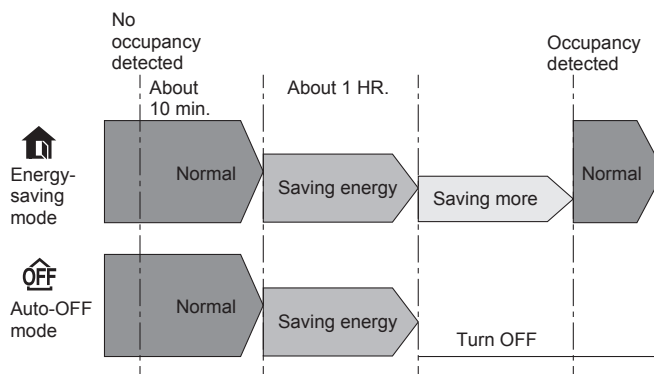 No
occupancy
detected
Occupancy
detected
About
10 min.
About 1 HR.
Energy-
saving
mode
Normal
Saving energy
Saving more
Normal
OFF
Auto-OFF
mode
Normal
Saving energy
Turn OFF